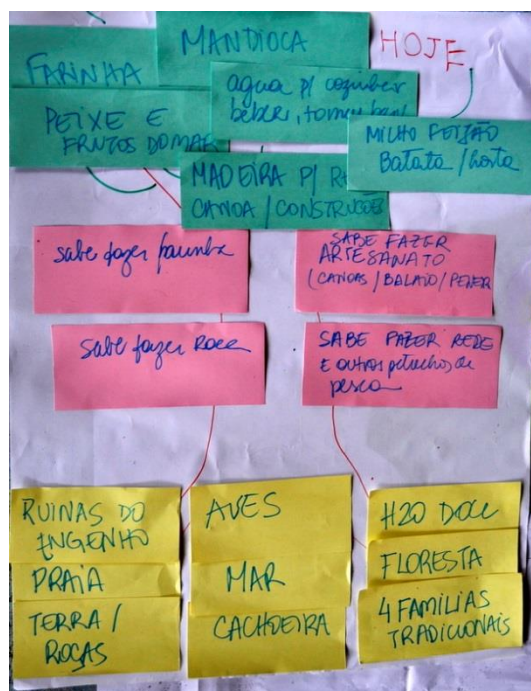 MANDIOCA
HOJE
FARINHA
agua p/ cozinhar
beber, tomar
PEIXE E
FRUTOS DO MAR
MILHO FEIJÃO
Batata / horta
MADEIRA P/
CANOA / CONSTRUÇÕES
sabe fazer farinha
SABE FAZER
ARTESANATO
(CANOAS / BALAIO / PENER
sabe fazer Roça
SABE FAZER REDE
E outros petrechos de
pesca
RUINAS DO
ENGENHO
PRAIA
TERRA /
ROÇAS
AVES
MAR
CACHOEIRA
H2O DOCE
FLORESTA
4 FAMILIAS
TRADICIONAIS